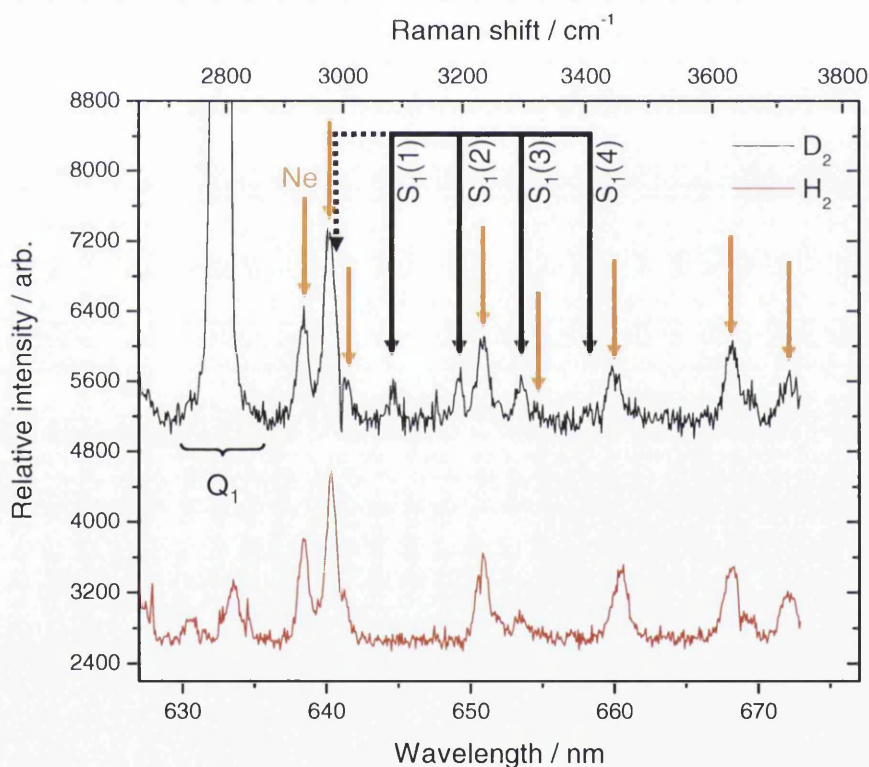 Raman shift / cm⁻¹
2800 3000 3200 3400 3600 3800
8800
8000
7200
6400
5600
4800
4000
3200
2400
Relative intensity / arb.
Ne
S₁(1)
S₁(2)
S₁(3)
S₁(4)
D₂
H₂
Q₁
630 640 650 660 670
Wavelength / nm